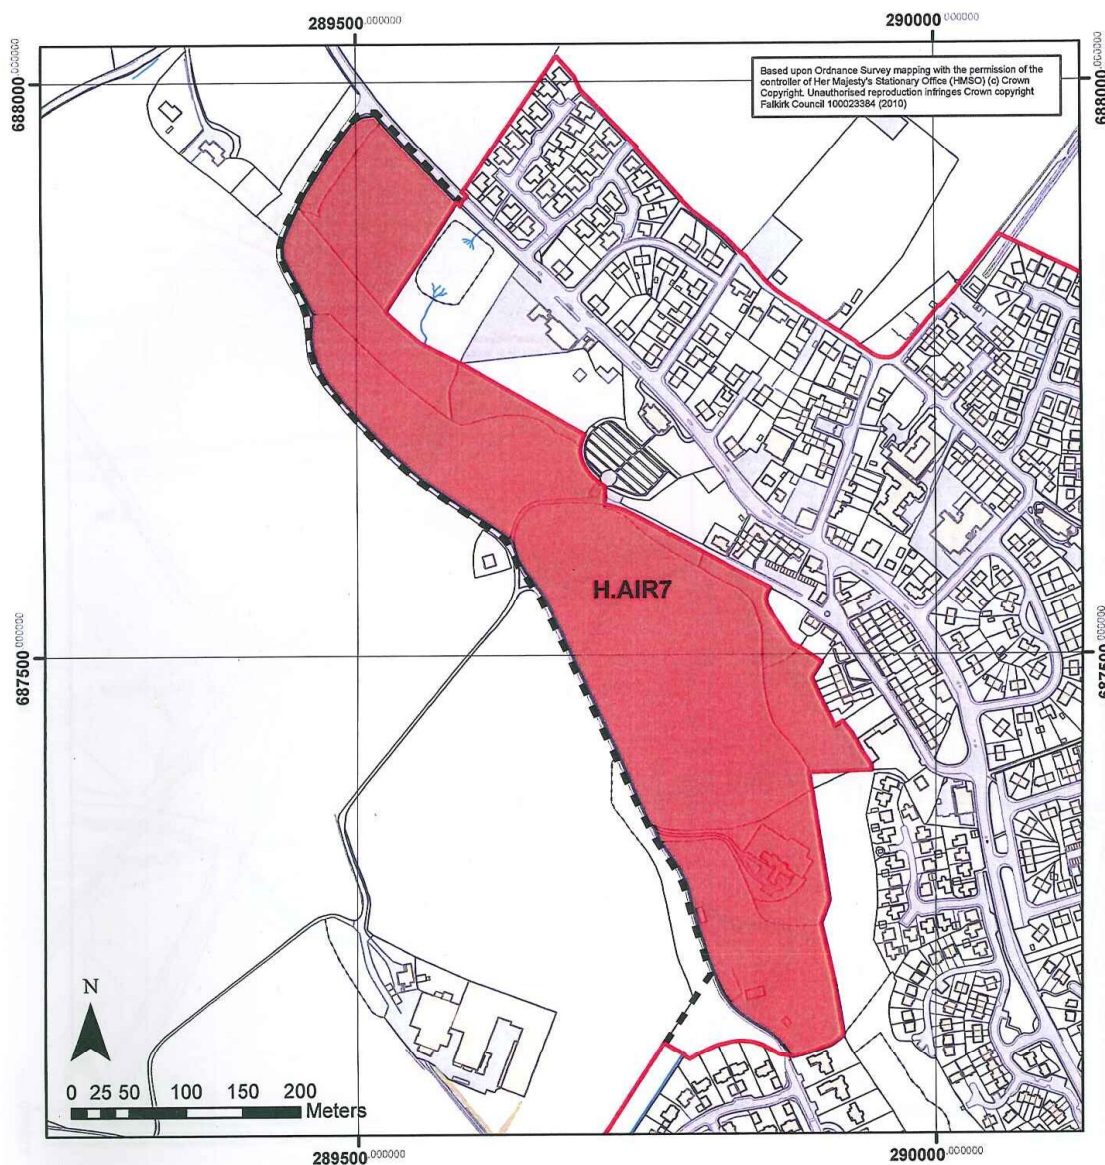 289500.000000
290000.000000
688000.000000
688000.000000
Based upon Ordnance Survey mapping with the permission of the
controller of Her Majesty's Stationary Office (HMSO) (c) Crown
Copyright. Unauthorised reproduction infringes Crown copyright
Falkirk Council 100023384 (2010)
H.AIR7
687500.000000
687500.000000
N
0 25 50 100 150 200
Meters
289500.000000
290000.000000